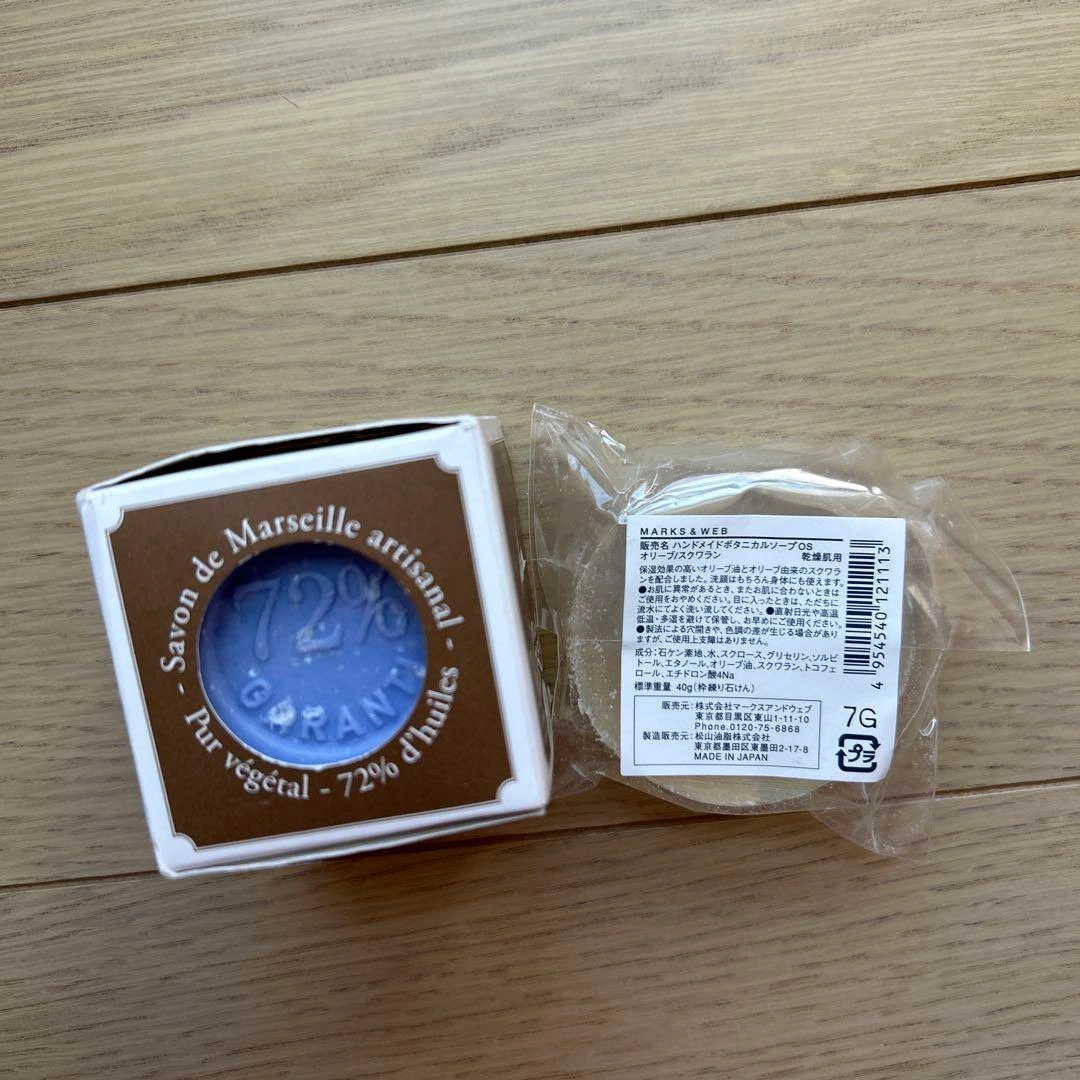 - Savon de Marseille artisanal -
Pur végétal - 72% d'huiles
72%
GARANT
MARKS & WEB
販売名 ハンドメイドボタニカルソープOS
オリーブ/スクワラン 乾燥肌用
保湿効果の高いオリーブ油とオリーブ由来のスクワラ
ンを配合しました。洗顔はもちろん身体にも使えます。
●お肌に異常があるとき、またお肌に合わないときは
ご使用をおやめください。目に入ったときは、ただちに
流水にてよく洗い流してください。●直射日光や高温
低温・多湿を避けて保管し、お早めにご使用ください。
●製法による穴開きや、色調の差が生じる場合があり
ますが、ご使用上支障はありません。
成分:石ケン素地、水、スクロース、グリセリン、ソルビ
トール、エタノール、オリーブ油、スクワラン、トコフェ
ロール、エチドロン酸4Na
標準重量 40g(枠練り石けん)
販売元:株式会社マークスアンドウェブ
東京都目黒区東山1-11-10
Phone.0120-75-6868
製造販売元:松山油脂株式会社
東京都墨田区東墨田2-17-8
MADE IN JAPAN
4 954540 121113
7G
プラ